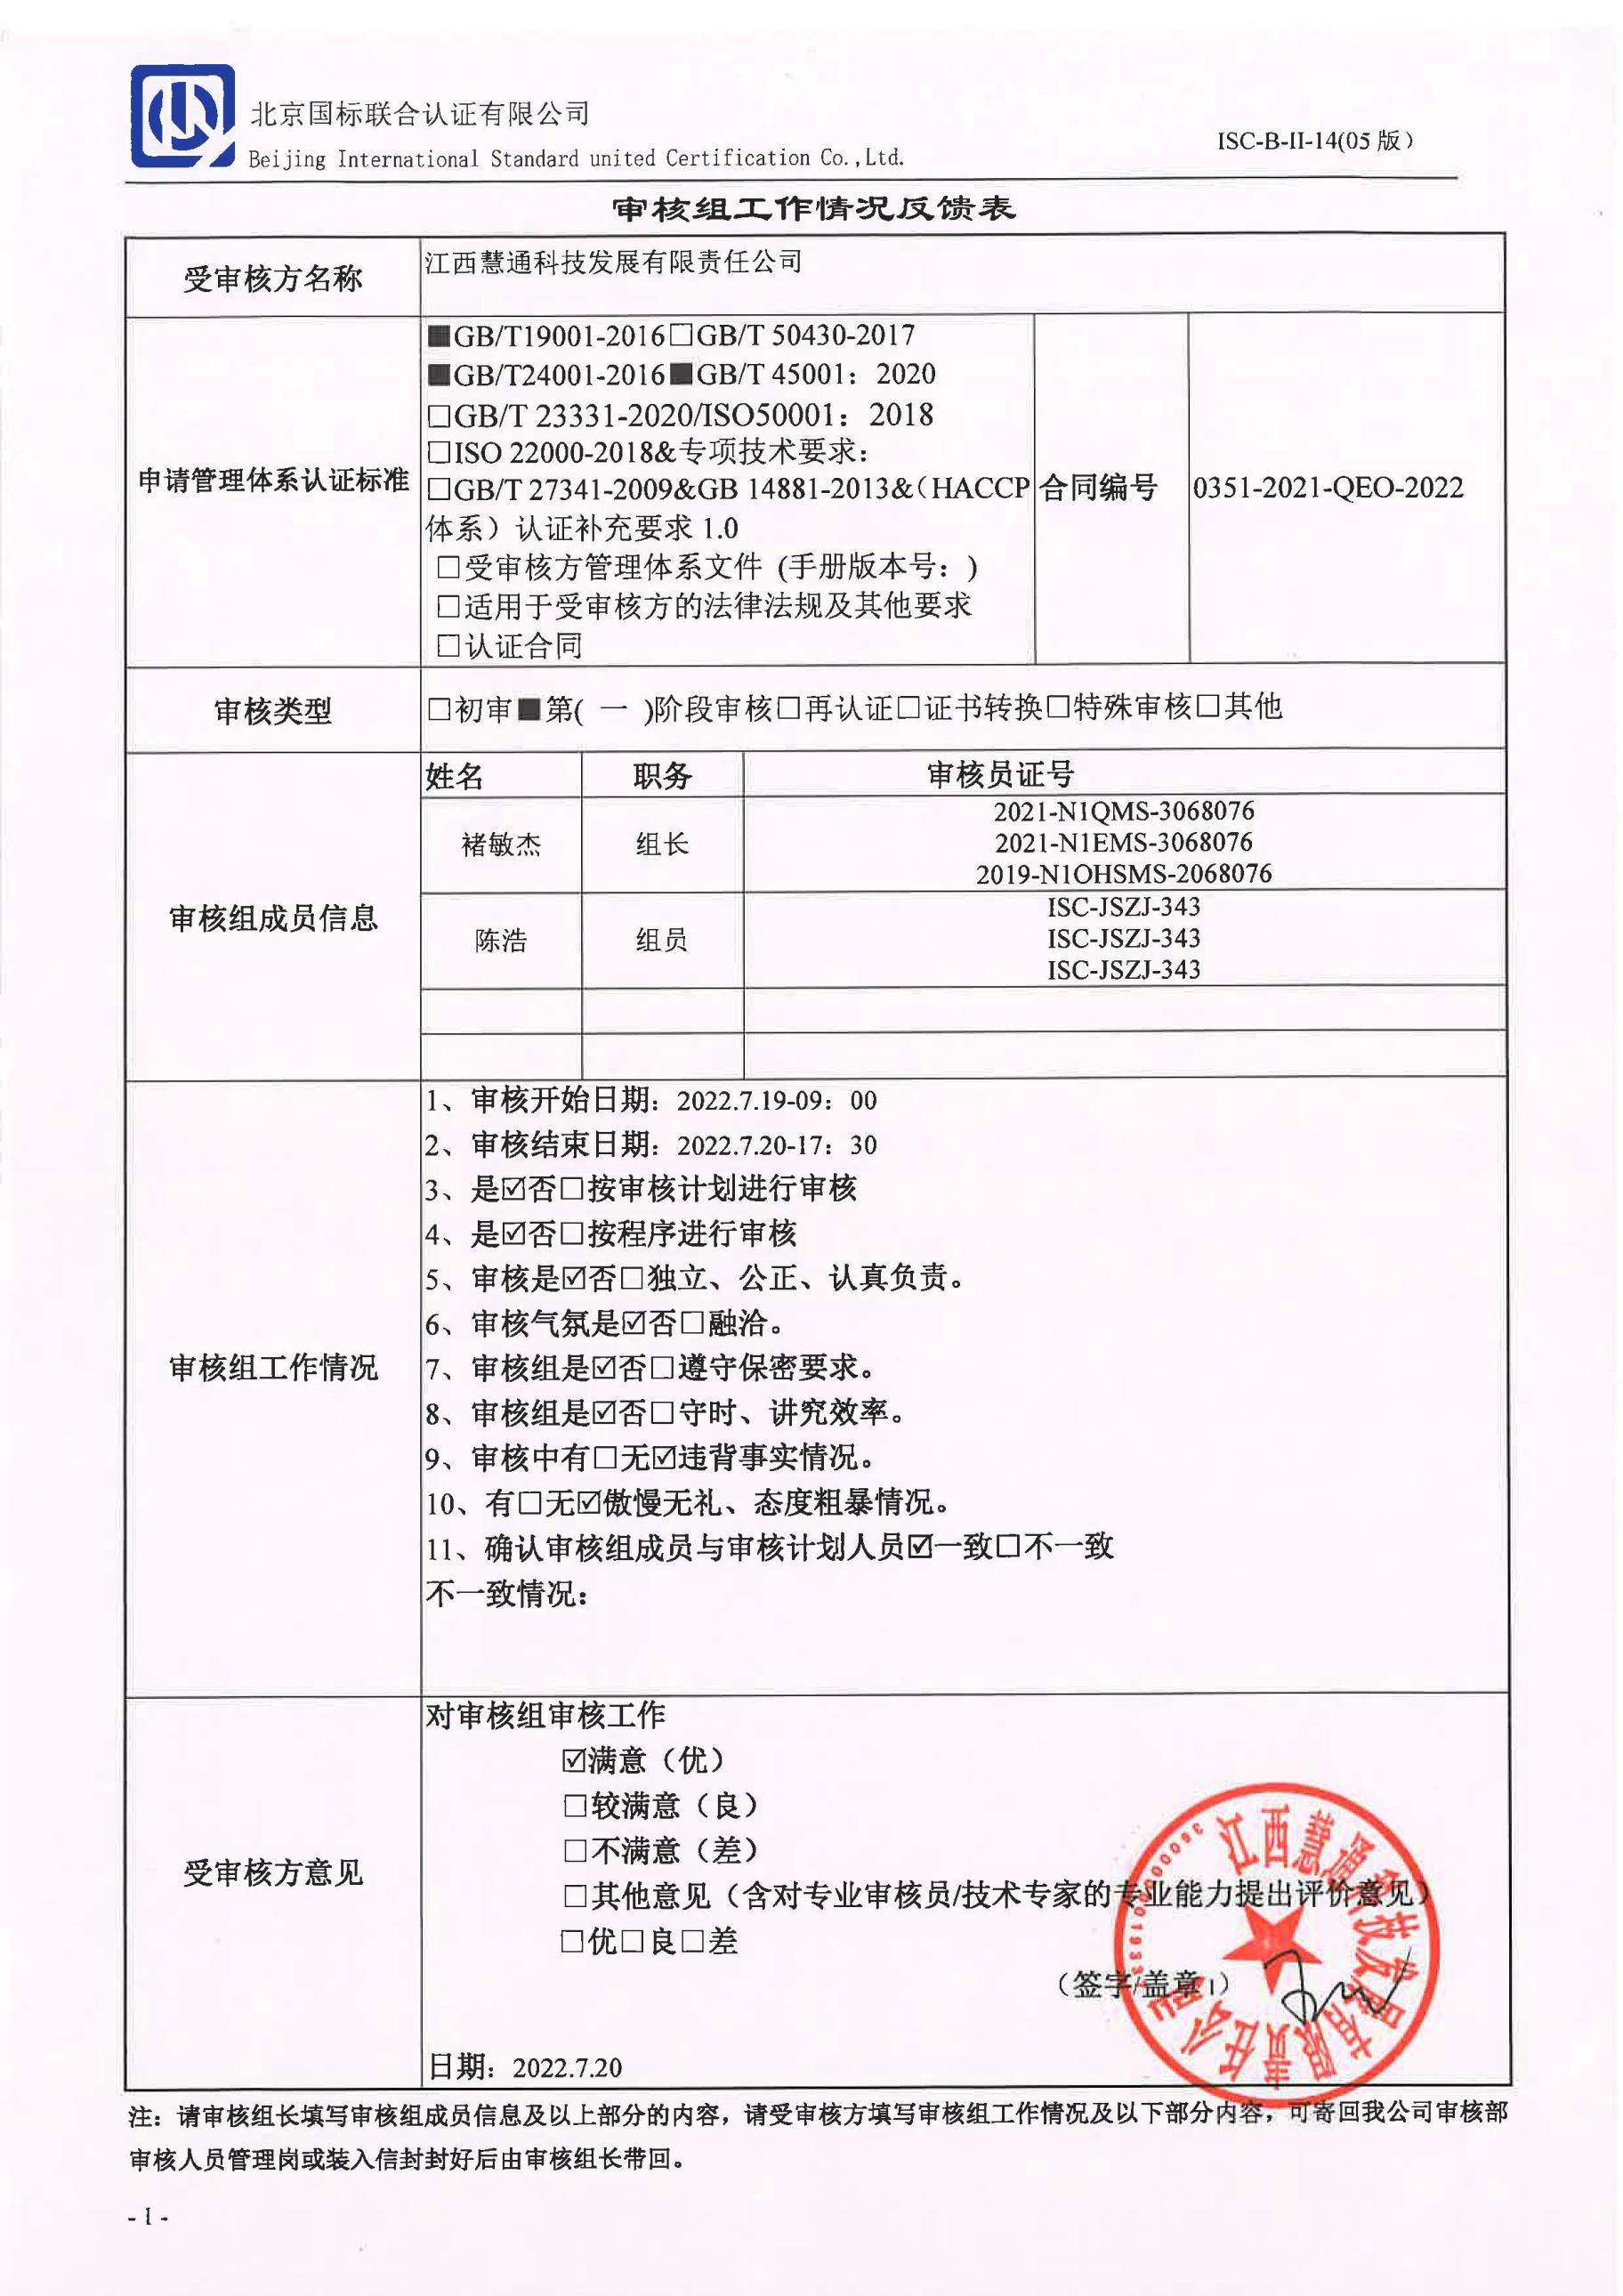 北京国标联合认证有限公司
Beijing International Standard united Certification Co.,Ltd.
ISC-B-II-14(05 版)
审核组工作情况反馈表
受审核方名称
江西慧通科技发展有限责任公司
申请管理体系认证标准
■GB/T19001-2016□GB/T 50430-2017
■GB/T24001-2016■GB/T 45001：2020
□GB/T 23331-2020/ISO50001：2018
□ISO 22000-2018&专项技术要求：
□GB/T 27341-2009&GB 14881-2013&（HACCP
体系）认证补充要求 1.0
□受审核方管理体系文件 (手册版本号：)
□适用于受审核方的法律法规及其他要求
□认证合同
合同编号
0351-2021-QEO-2022
审核类型
□初审■第( 一 )阶段审核□再认证□证书转换□特殊审核□其他
审核组成员信息
姓名 职务 审核员证号
褚敏杰 组长
2021-N1QMS-3068076
2021-N1EMS-3068076
2019-N1OHSMS-2068076
陈浩 组员
ISC-JSZJ-343
ISC-JSZJ-343
ISC-JSZJ-343
审核组工作情况
1、审核开始日期：2022.7.19-09：00
2、审核结束日期：2022.7.20-17：30
3、是☑否□按审核计划进行审核
4、是☑否□按程序进行审核
5、审核是☑否□独立、公正、认真负责。
6、审核气氛是☑否□融洽。
7、审核组是☑否□遵守保密要求。
8、审核组是☑否□守时、讲究效率。
9、审核中有□无☑违背事实情况。
10、有□无☑傲慢无礼、态度粗暴情况。
11、确认审核组成员与审核计划人员☑一致□不一致
不一致情况：
受审核方意见
对审核组审核工作
☑满意（优）
□较满意（良）
□不满意（差）
□其他意见（含对专业审核员/技术专家的专业能力提出评价意见）
□优□良□差
（签字/盖章）
江西慧通科技发展有限责任公司
日期：2022.7.20
注：请审核组长填写审核组成员信息及以上部分的内容，请受审核方填写审核组工作情况及以下部分内容，可寄回我公司审核部
审核人员管理岗或装入信封封好后由审核组长带回。
- 1 -